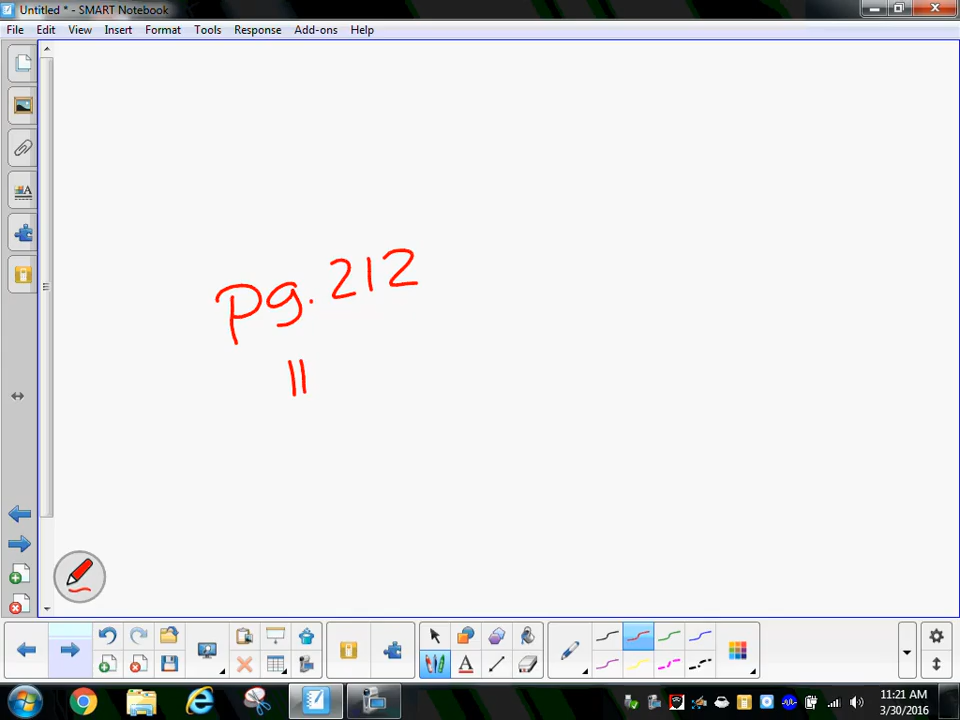 Untitled * - SMART Notebook
File Edit View Insert Format Tools Response Add-ons Help
pg. 212
11
11:21 AM
3/30/2016